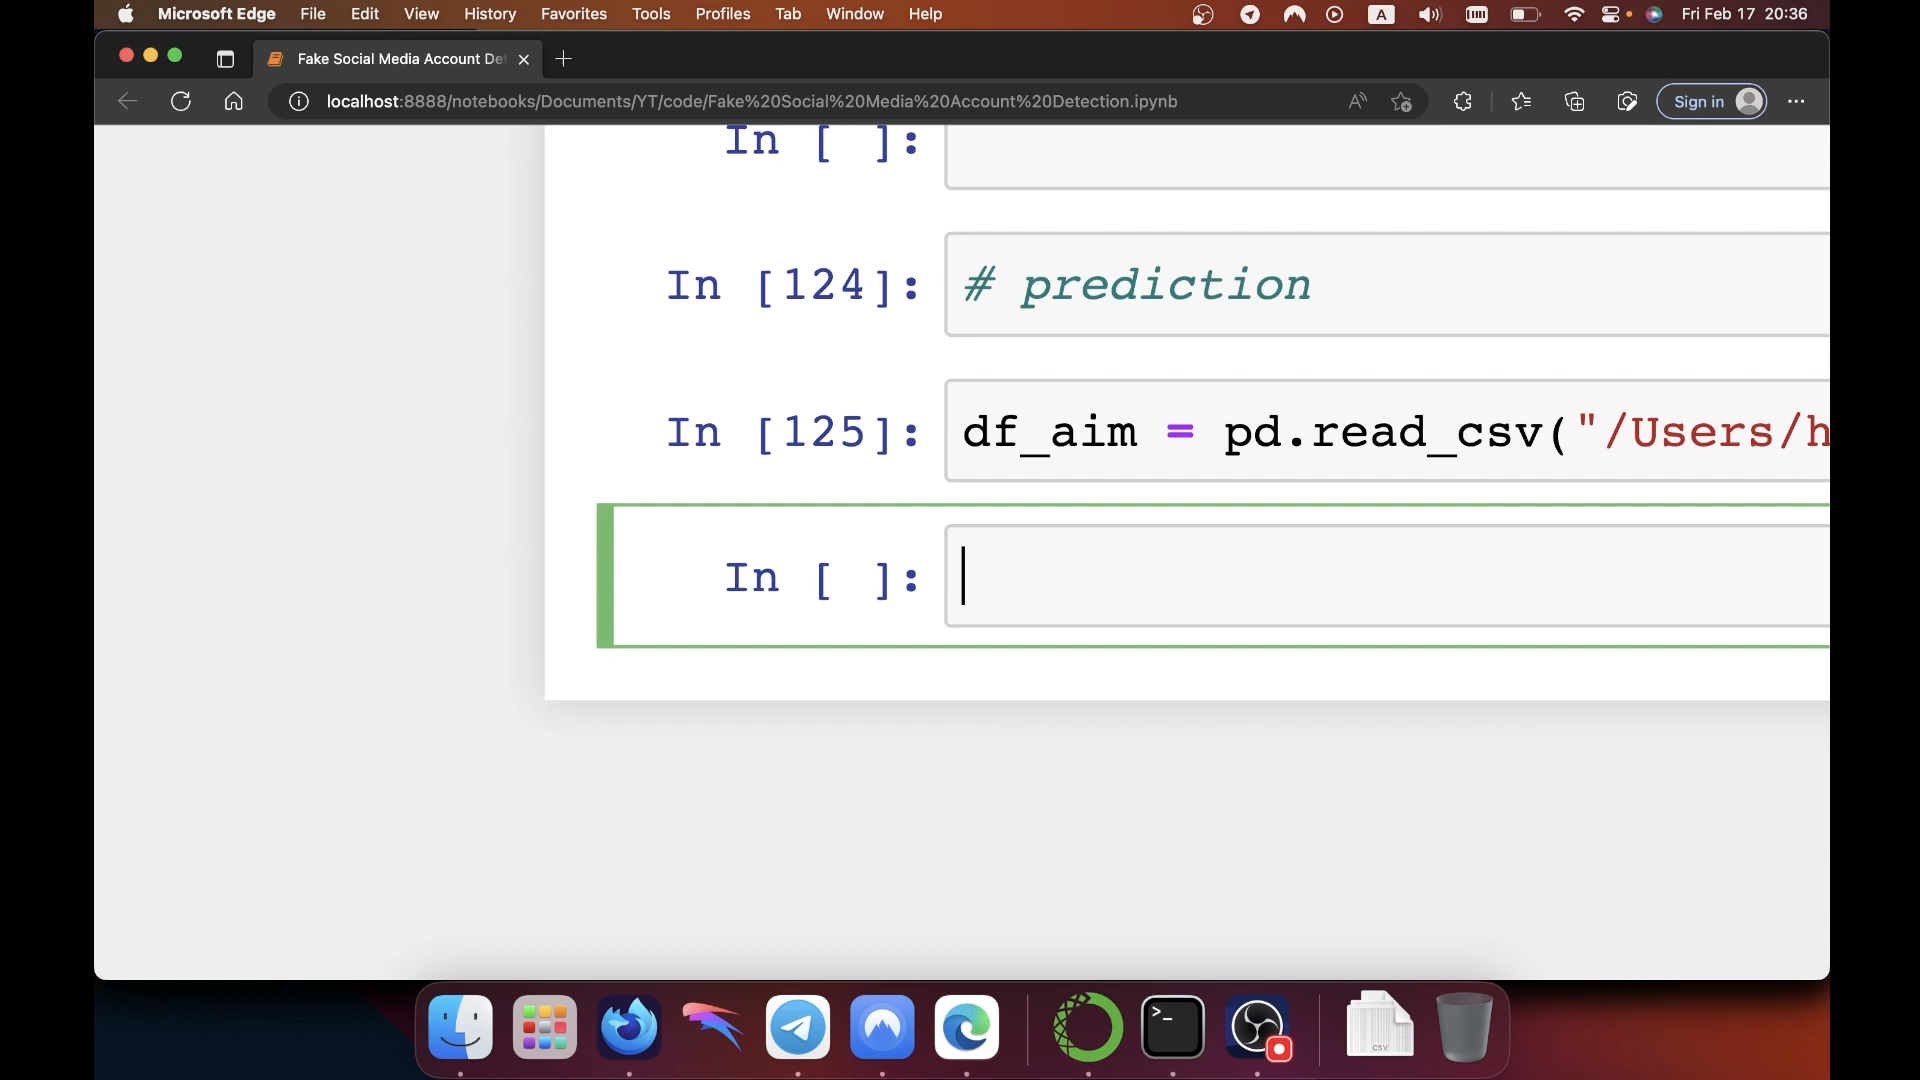 Microsoft Edge File Edit View History Favorites Tools Profiles Tab Window Help A Fri Feb 17 20:36
Fake Social Media Account Det
localhost:8888/notebooks/Documents/YT/code/Fake%20Social%20Media%20Account%20Detection.ipynb Sign in
In [ ]:
In [124]: # prediction
In [125]: df_aim = pd.read_csv("/Users/h
In [ ]:
>_
CSV